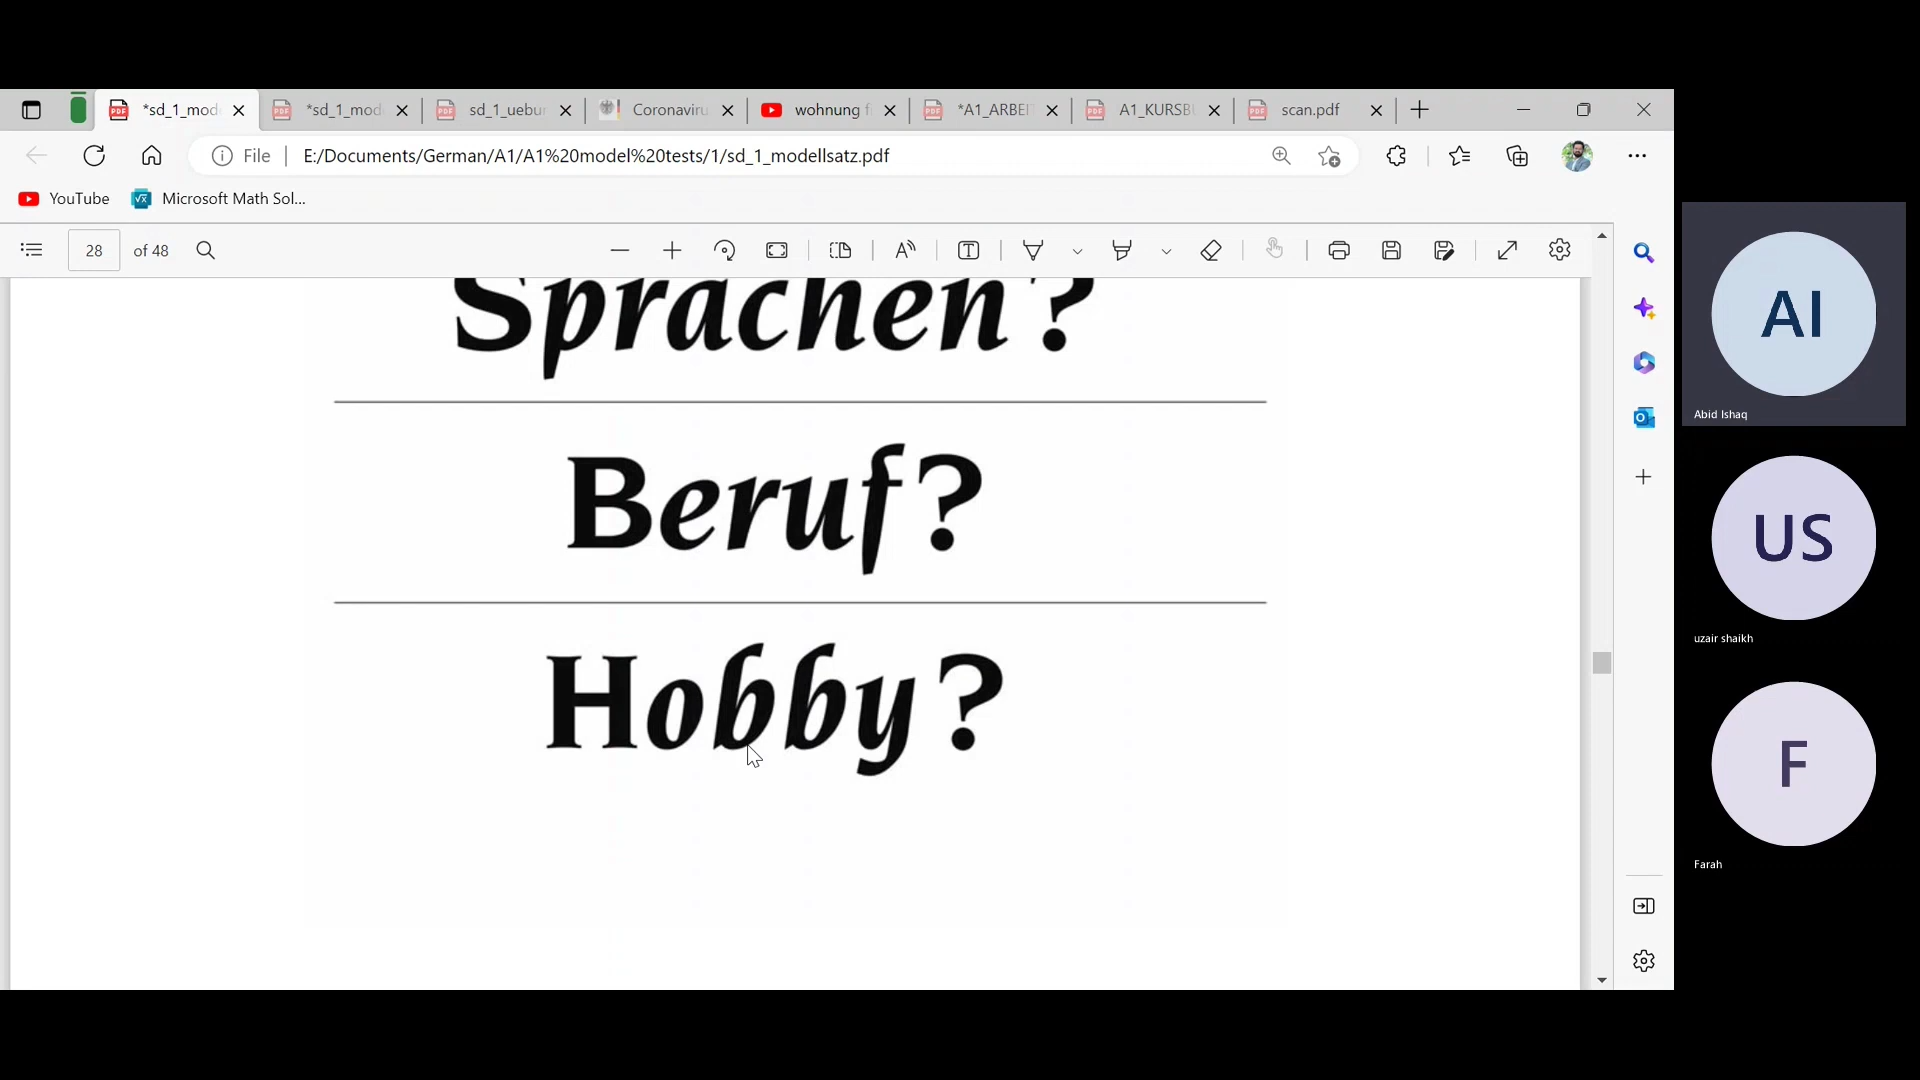 *sd_1_mod
*sd_1_mod
sd_1_uebun
Coronaviru
wohnung f
*A1_ARBEI
A1_KURSB
scan.pdf
File
E:/Documents/German/A1/A1%20model%20tests/1/sd_1_modellsatz.pdf
YouTube
Microsoft Math Sol...
28 of 48
Sprachen?
Beruf?
Hobby?
AI
Abid Ishaq
US
uzair shaikh
F
Farah